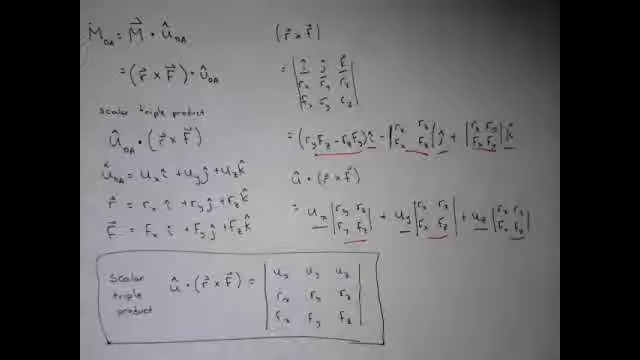 M_OA = M⃗ • û_OA
= (r⃗ x F⃗) • û_OA
scalar triple product
û_OA • (r⃗ x F⃗)
û_OA = u_x î + u_y ĵ + u_z k̂
r⃗ = r_x î + r_y ĵ + r_z k̂
F⃗ = F_x î + F_y ĵ + F_z k̂
(r⃗ x F⃗)
= | î ĵ k̂ |
| r_x r_y r_z |
| F_x F_y F_z |
= (r_y F_z - r_z F_y) î - | r_x r_z | ĵ + | r_x r_y | k̂
| F_x F_z | | F_x F_y |
û • (r⃗ x F⃗)
= u_x | r_y r_z | + u_y | r_x r_z | + u_z | r_x r_y |
| F_y F_z | | F_x F_z | | F_x F_y |
scalar triple product
û • (r⃗ x F⃗) = | u_x u_y u_z |
| r_x r_y r_z |
| F_x F_y F_z |